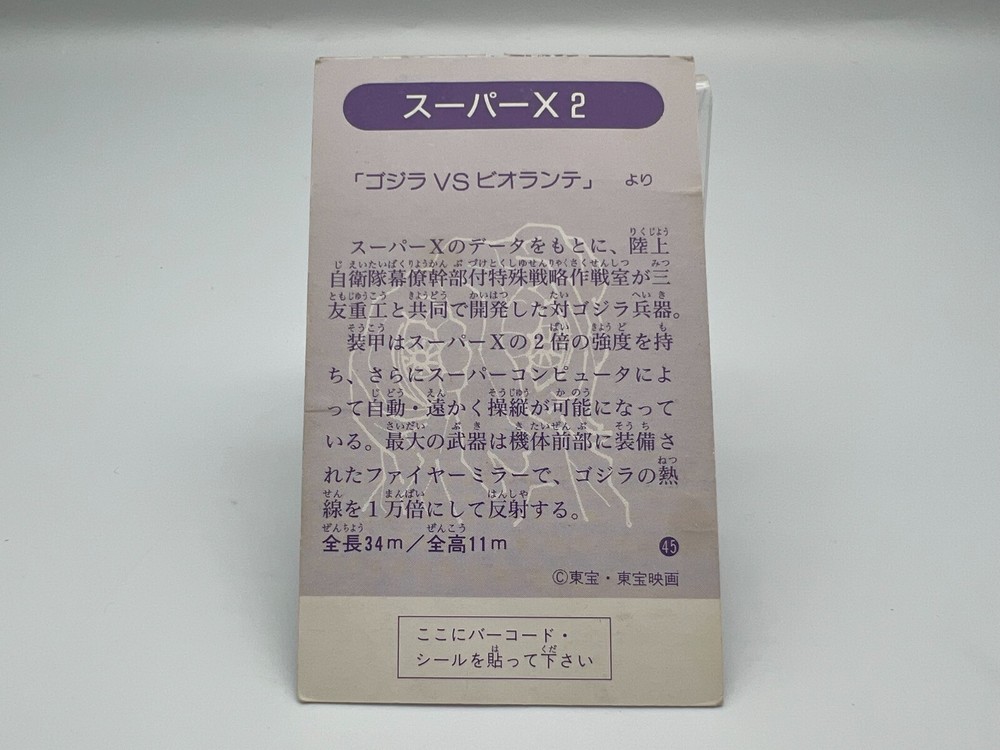 スーパーX2
「ゴジラVSビオランテ」 より
スーパーXのデータをもとに、陸上
自衛隊幕僚幹部付特殊戦略作戦室が三
友重工と共同で開発した対ゴジラ兵器。
装甲はスーパーXの2倍の強度を持
ち、さらにスーパーコンピュータによ
って自動・遠かく操縦が可能になって
いる。最大の武器は機体前部に装備さ
れたファイヤーミラーで、ゴジラの熱
線を1万倍にして反射する。
全長34m/全高11m
45
©東宝・東宝映画
ここにバーコード・
シールを貼って下さい